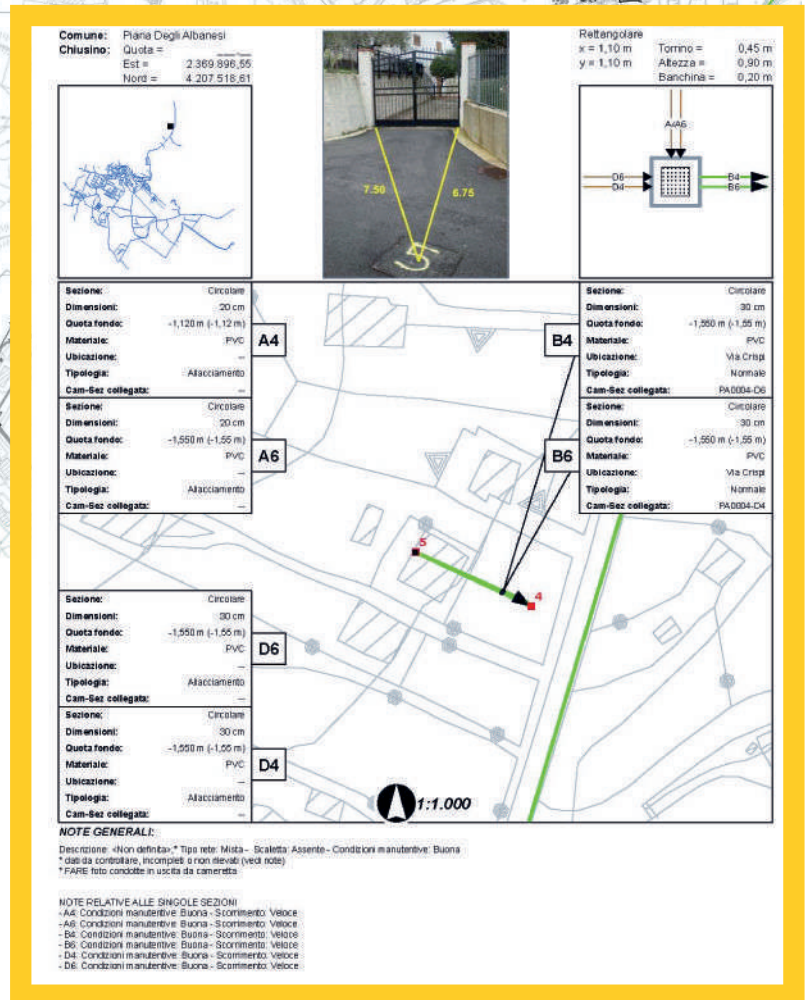 Comune: Piana Degli Albanesi
Chiusino: Quota =
Est = 2.369.896,55
Nord = 4.207.518,61
Rettangolare
x = 1,10 m Torrino = 0,45 m
y = 1,10 m Altezza = 0,90 m
Banchina = 0,20 m
7.50 6.75
5
A/A6
D6 B4
D4 B6
Sezione: Circolare
Dimensioni: 20 cm
Quota fondo: -1,120 m (-1,12 m)
Materiale: PVC
Ubicazione: --
Tipologia: Allacciamento
Cam-Sez collegata: --
A4
Sezione: Circolare
Dimensioni: 20 cm
Quota fondo: -1,550 m (-1,55 m)
Materiale: PVC
Ubicazione: --
Tipologia: Allacciamento
Cam-Sez collegata: --
A6
B4
Sezione: Circolare
Dimensioni: 30 cm
Quota fondo: -1,550 m (-1,55 m)
Materiale: PVC
Ubicazione: Via Crispi
Tipologia: Normale
Cam-Sez collegata: PA0004-D6
B6
Sezione: Circolare
Dimensioni: 30 cm
Quota fondo: -1,550 m (-1,55 m)
Materiale: PVC
Ubicazione: Via Crispi
Tipologia: Normale
Cam-Sez collegata: PA0004-D4
5
4
Sezione: Circolare
Dimensioni: 30 cm
Quota fondo: -1,550 m (-1,55 m)
Materiale: PVC
Ubicazione: --
Tipologia: Allacciamento
Cam-Sez collegata: --
D6
Sezione: Circolare
Dimensioni: 30 cm
Quota fondo: -1,550 m (-1,55 m)
Materiale: PVC
Ubicazione: --
Tipologia: Allacciamento
Cam-Sez collegata: --
D4
1:1.000
NOTE GENERALI:
Descrizione: <Non definita>,* Tipo rete: Mista - Scaletta: Assente - Condizioni manutentive: Buona
* dati da controllare, incompleti o non rilevati (vedi note)
* FARE foto condotte in uscita da cameretta
NOTE RELATIVE ALLE SINGOLE SEZIONI
- A4: Condizioni manutentive: Buona - Scorrimento: Veloce
- A6: Condizioni manutentive: Buona - Scorrimento: Veloce
- B4: Condizioni manutentive: Buona - Scorrimento: Veloce
- B6: Condizioni manutentive: Buona - Scorrimento: Veloce
- D4: Condizioni manutentive: Buona - Scorrimento: Veloce
- D6: Condizioni manutentive: Buona - Scorrimento: Veloce